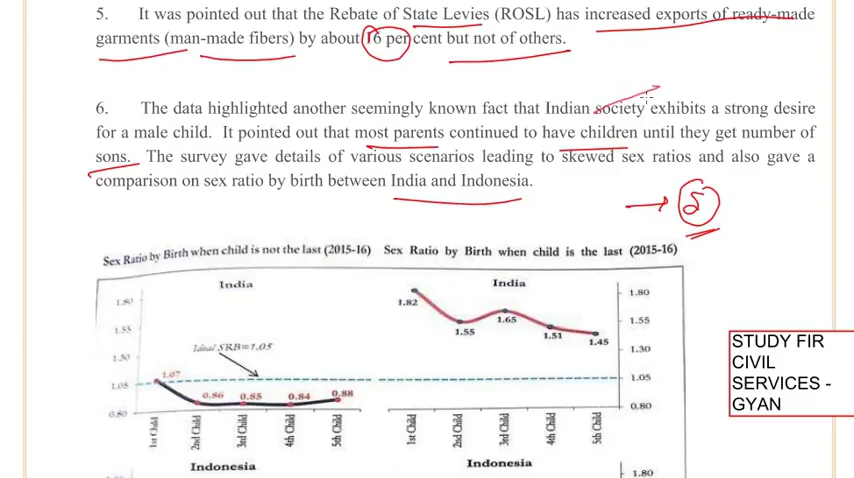 5. It was pointed out that the Rebate of State Levies (ROSL) has increased exports of ready-made
garments (man-made fibers) by about 16 per cent but not of others.
6. The data highlighted another seemingly known fact that Indian society exhibits a strong desire
for a male child. It pointed out that most parents continued to have children until they get number of
sons. The survey gave details of various scenarios leading to skewed sex ratios and also gave a
comparison on sex ratio by birth between India and Indonesia.
Sex Ratio by Birth when child is not the last (2015-16) Sex Ratio by Birth when child is the last (2015-16)
India
1.80
1.55
1.30
1.05
0.80
Ideal SRB=1.05
1.07
0.86
0.85
0.84
0.88
1st Child
2nd Child
3rd Child
4th Child
5th Child
India
1.82
1.55
1.65
1.51
1.45
1.80
1.55
1.30
1.05
0.80
1st Child
2nd Child
3rd Child
4th Child
5th Child
STUDY FIR
CIVIL
SERVICES -
GYAN
Indonesia
Indonesia
1.80